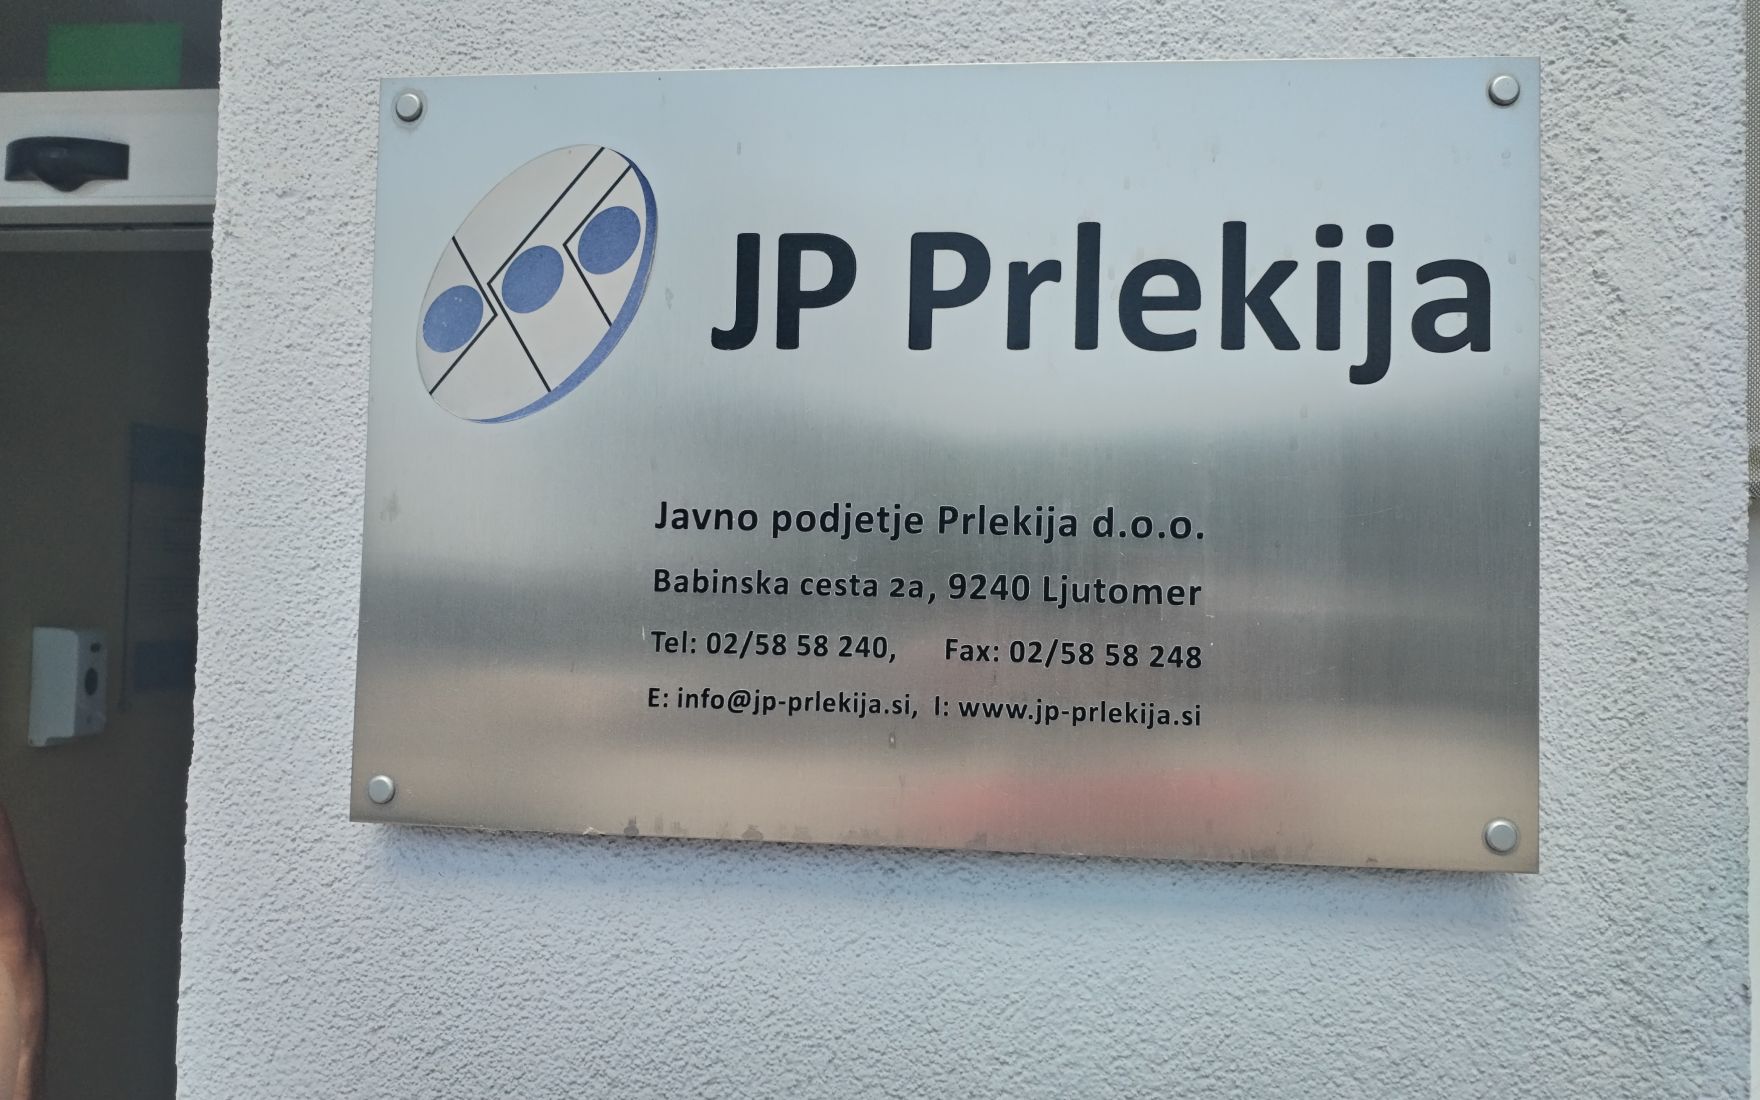 JP Prlekija
Javno podjetje Prlekija d.o.o.
Babinska cesta 2a, 9240 Ljutomer
Tel: 02/58 58 240, Fax: 02/58 58 248
E: info@jp-prlekija.si, I: www.jp-prlekija.si